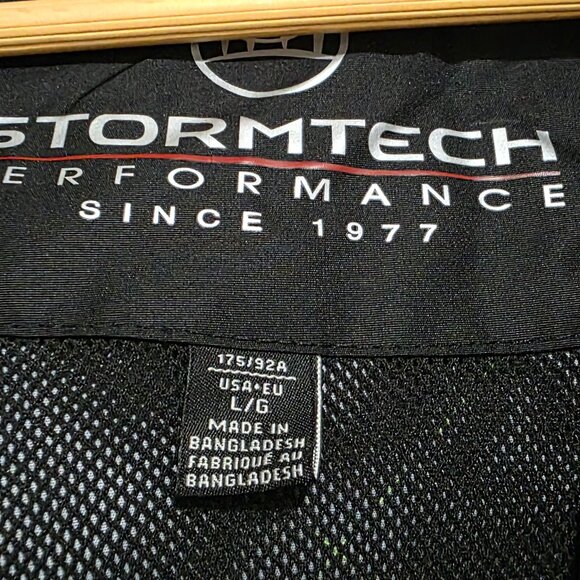 STORMTECH
ERFORMANCE
SINCE 1977
175/92A
USA•EU
L/G
MADE IN
BANGLADESH
FABRIQUÉ AU
BANGLADESH